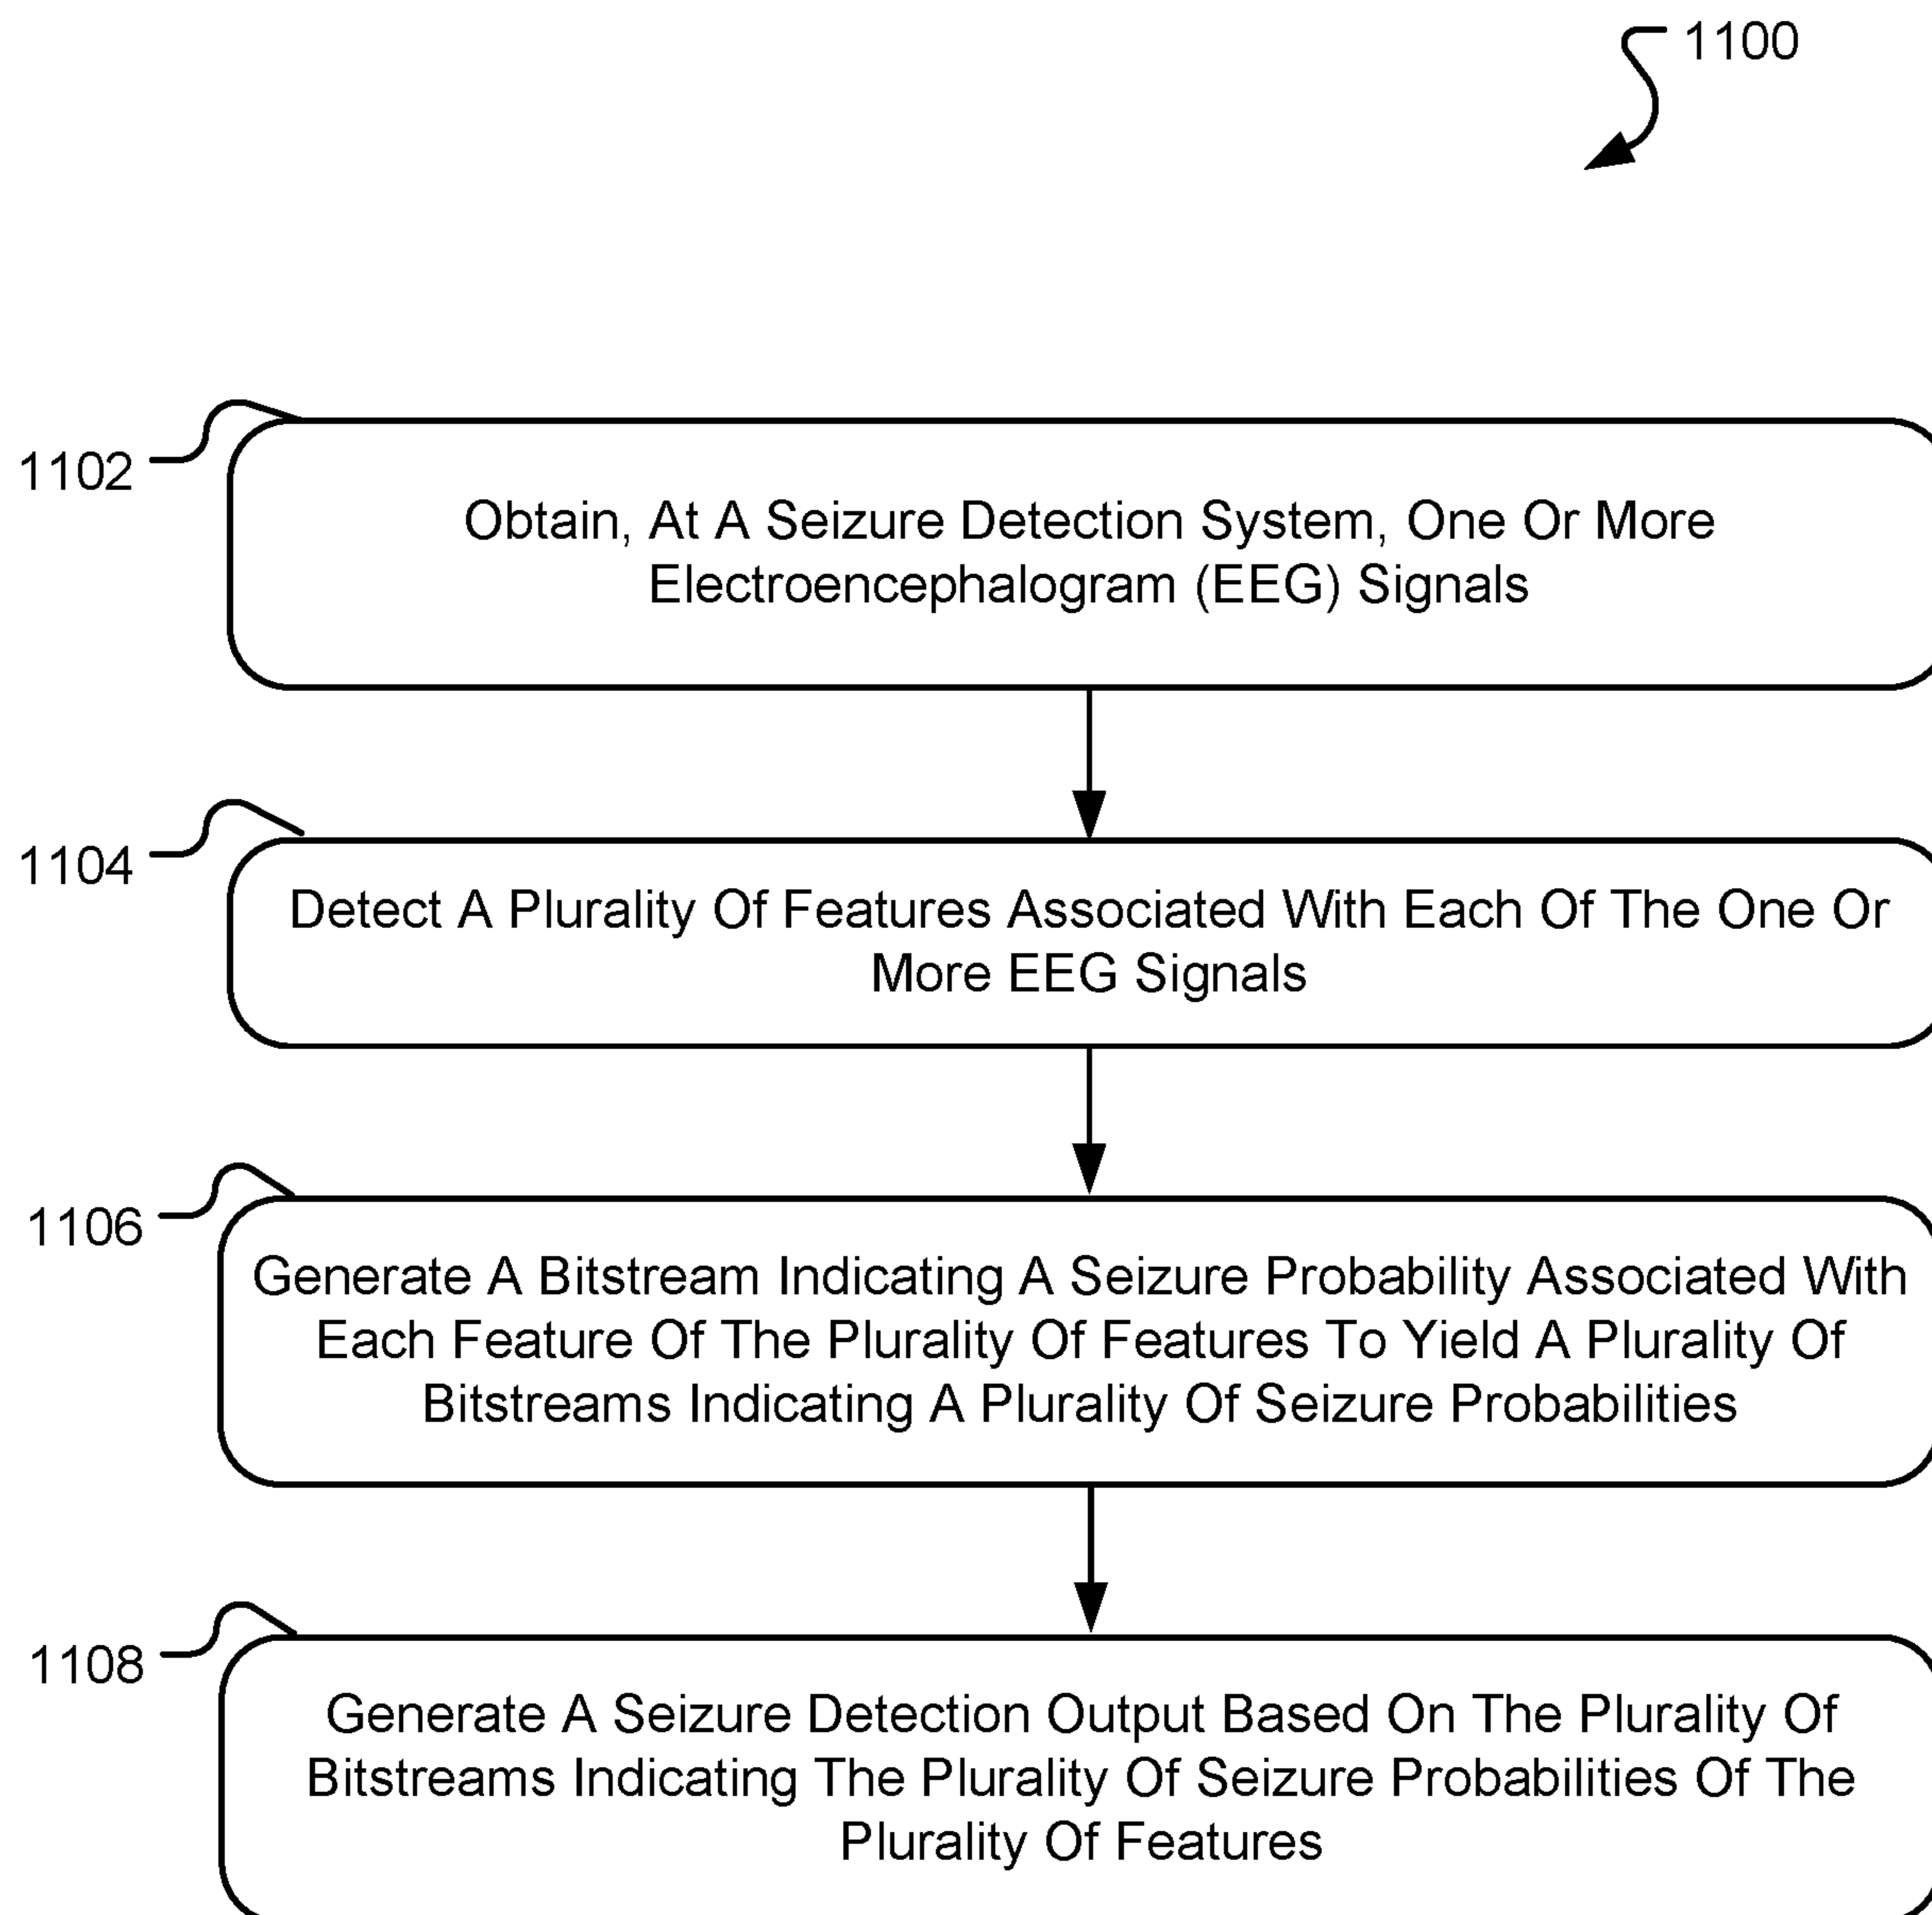 1100
1102
Obtain, At A Seizure Detection System, One Or More
Electroencephalogram (EEG) Signals
1104
Detect A Plurality Of Features Associated With Each Of The One Or
More EEG Signals
1106
Generate A Bitstream Indicating A Seizure Probability Associated With
Each Feature Of The Plurality Of Features To Yield A Plurality Of
Bitstreams Indicating A Plurality Of Seizure Probabilities
1108
Generate A Seizure Detection Output Based On The Plurality Of
Bitstreams Indicating The Plurality Of Seizure Probabilities Of The
Plurality Of Features